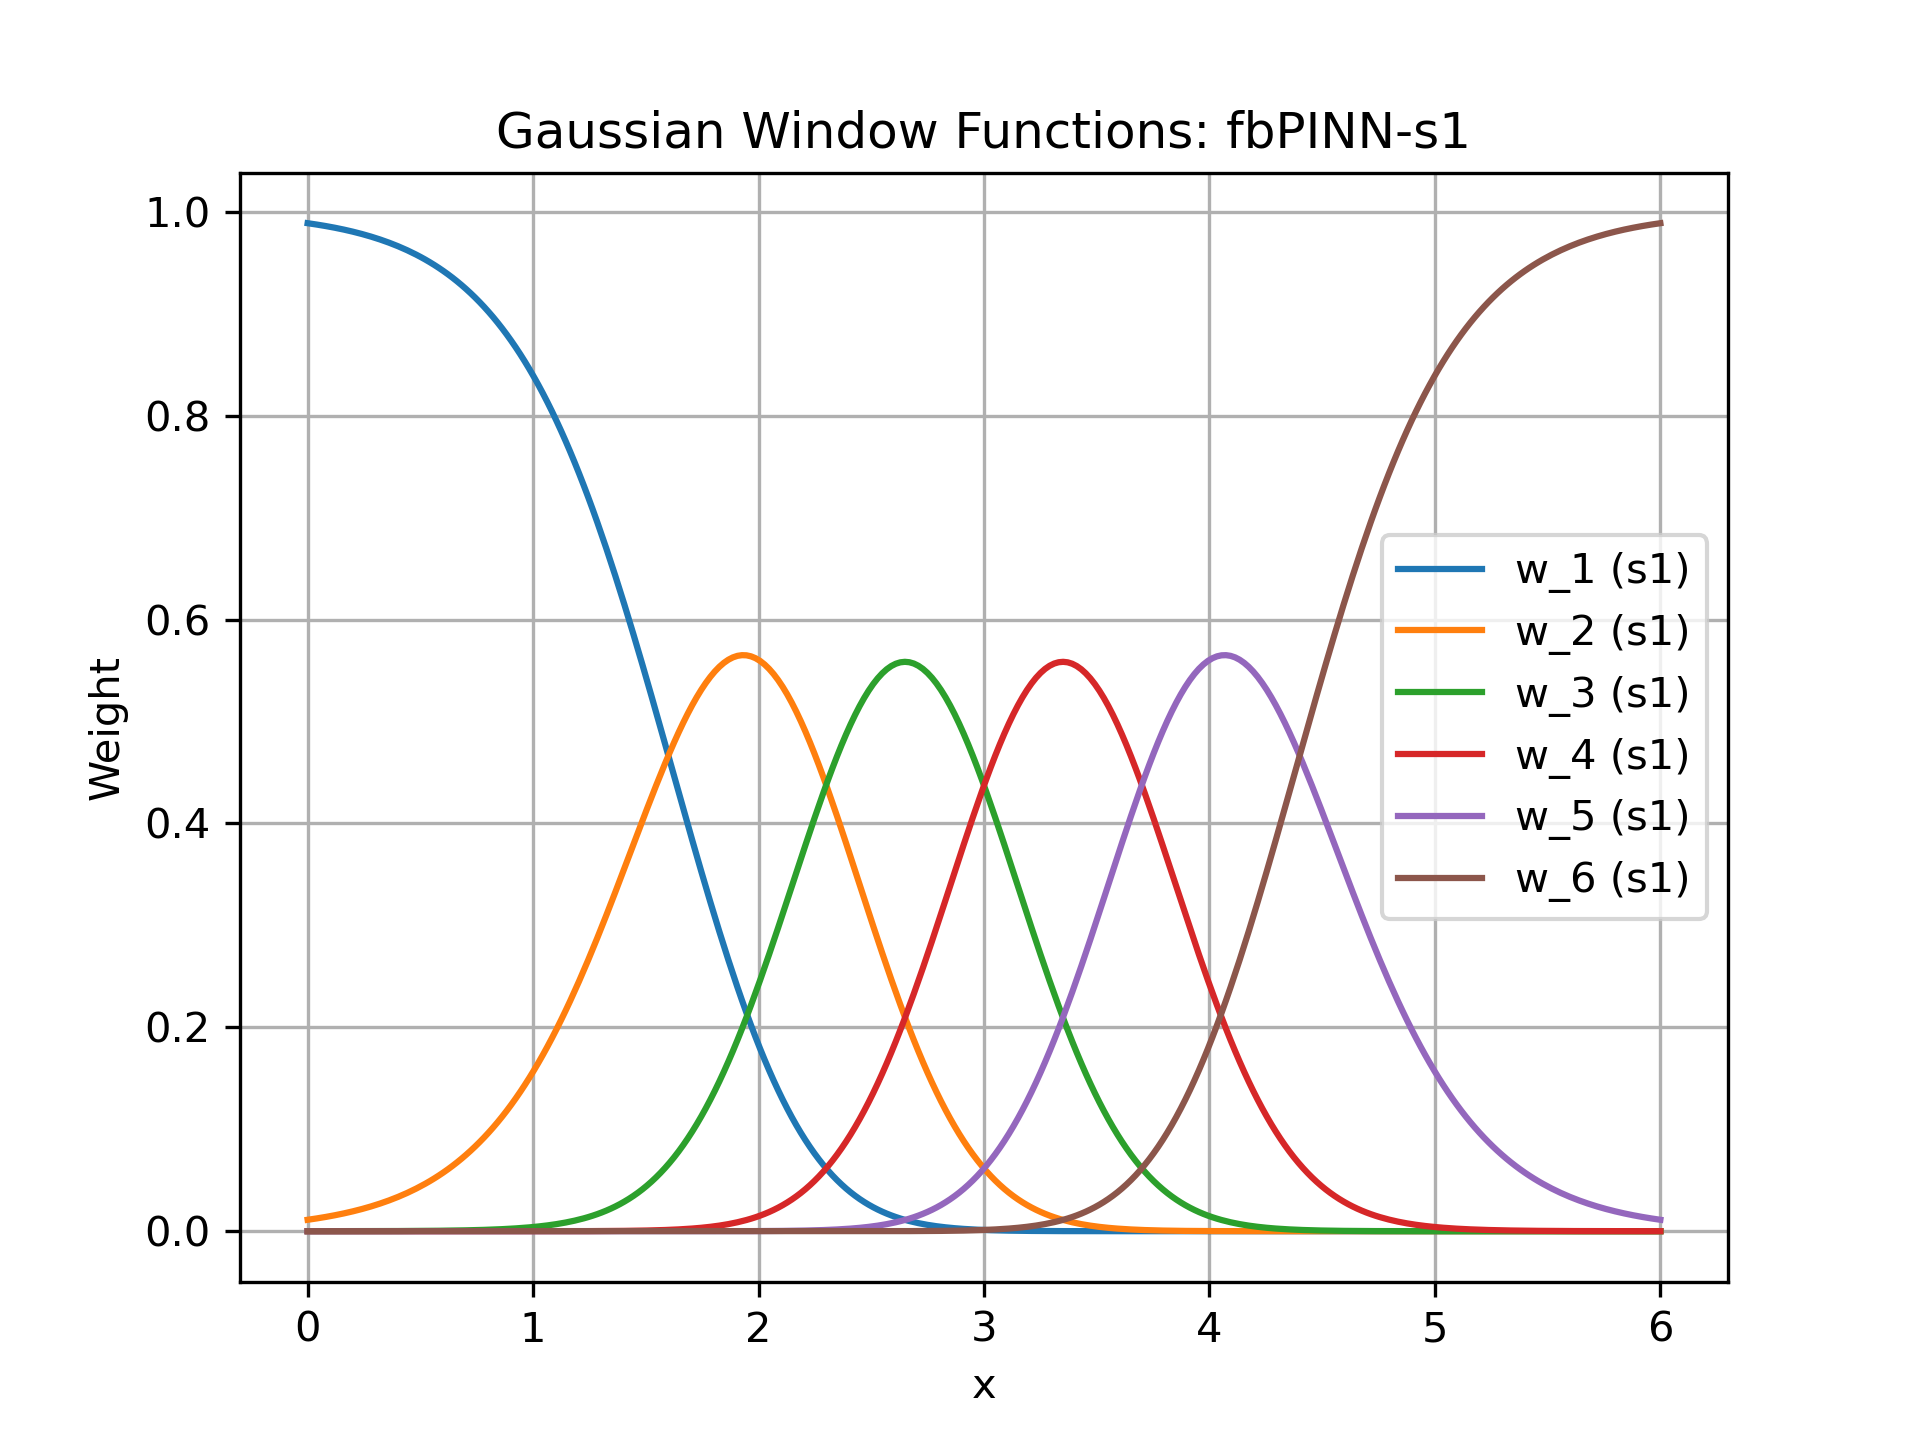 Gaussian Window Functions: fbPINN-s1
1.0
0.8
0.6
0.4
0.2
0.0
Weight
w_1 (s1)
w_2 (s1)
w_3 (s1)
w_4 (s1)
w_5 (s1)
w_6 (s1)
0 1 2 3 4 5 6
x